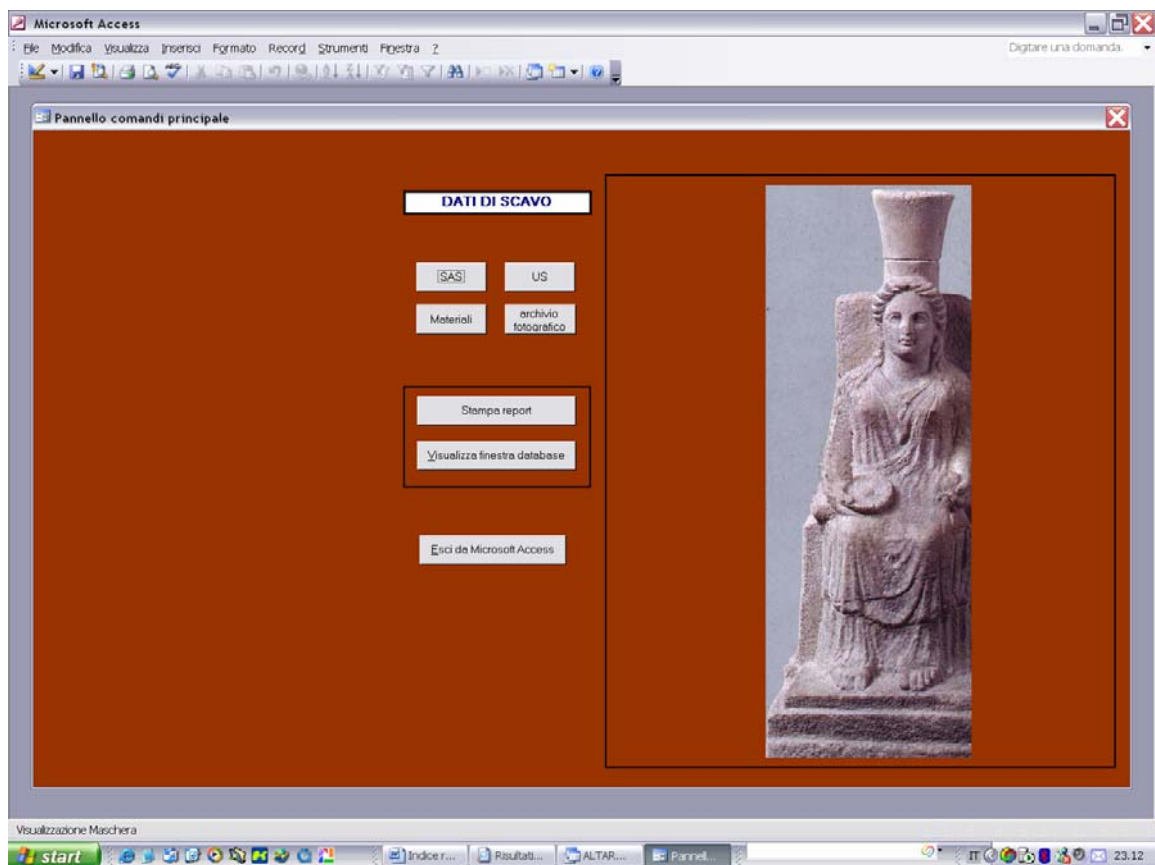 Microsoft Access
File Modifica Visualizza Inserisci Formato Record Strumenti Finestra ?
Digitare una domanda.
Pannello comandi principale
DATI DI SCAVO
SAS
US
Materiali
archivio
fotografico
Stampa report
Visualizza finestra database
Esci da Microsoft Access
Visualizzazione Maschera
start
Indice r...
Risultati...
ALTAR...
Pannel...
IT
23.12